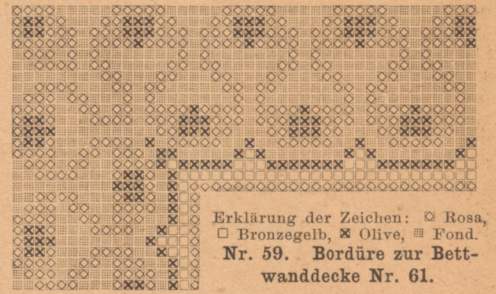 Erklärung der Zeichen: Rosa,
Bronzegelb, Olive, Fond.
Nr. 59. Bordüre zur Bett-
wanddecke Nr. 61.